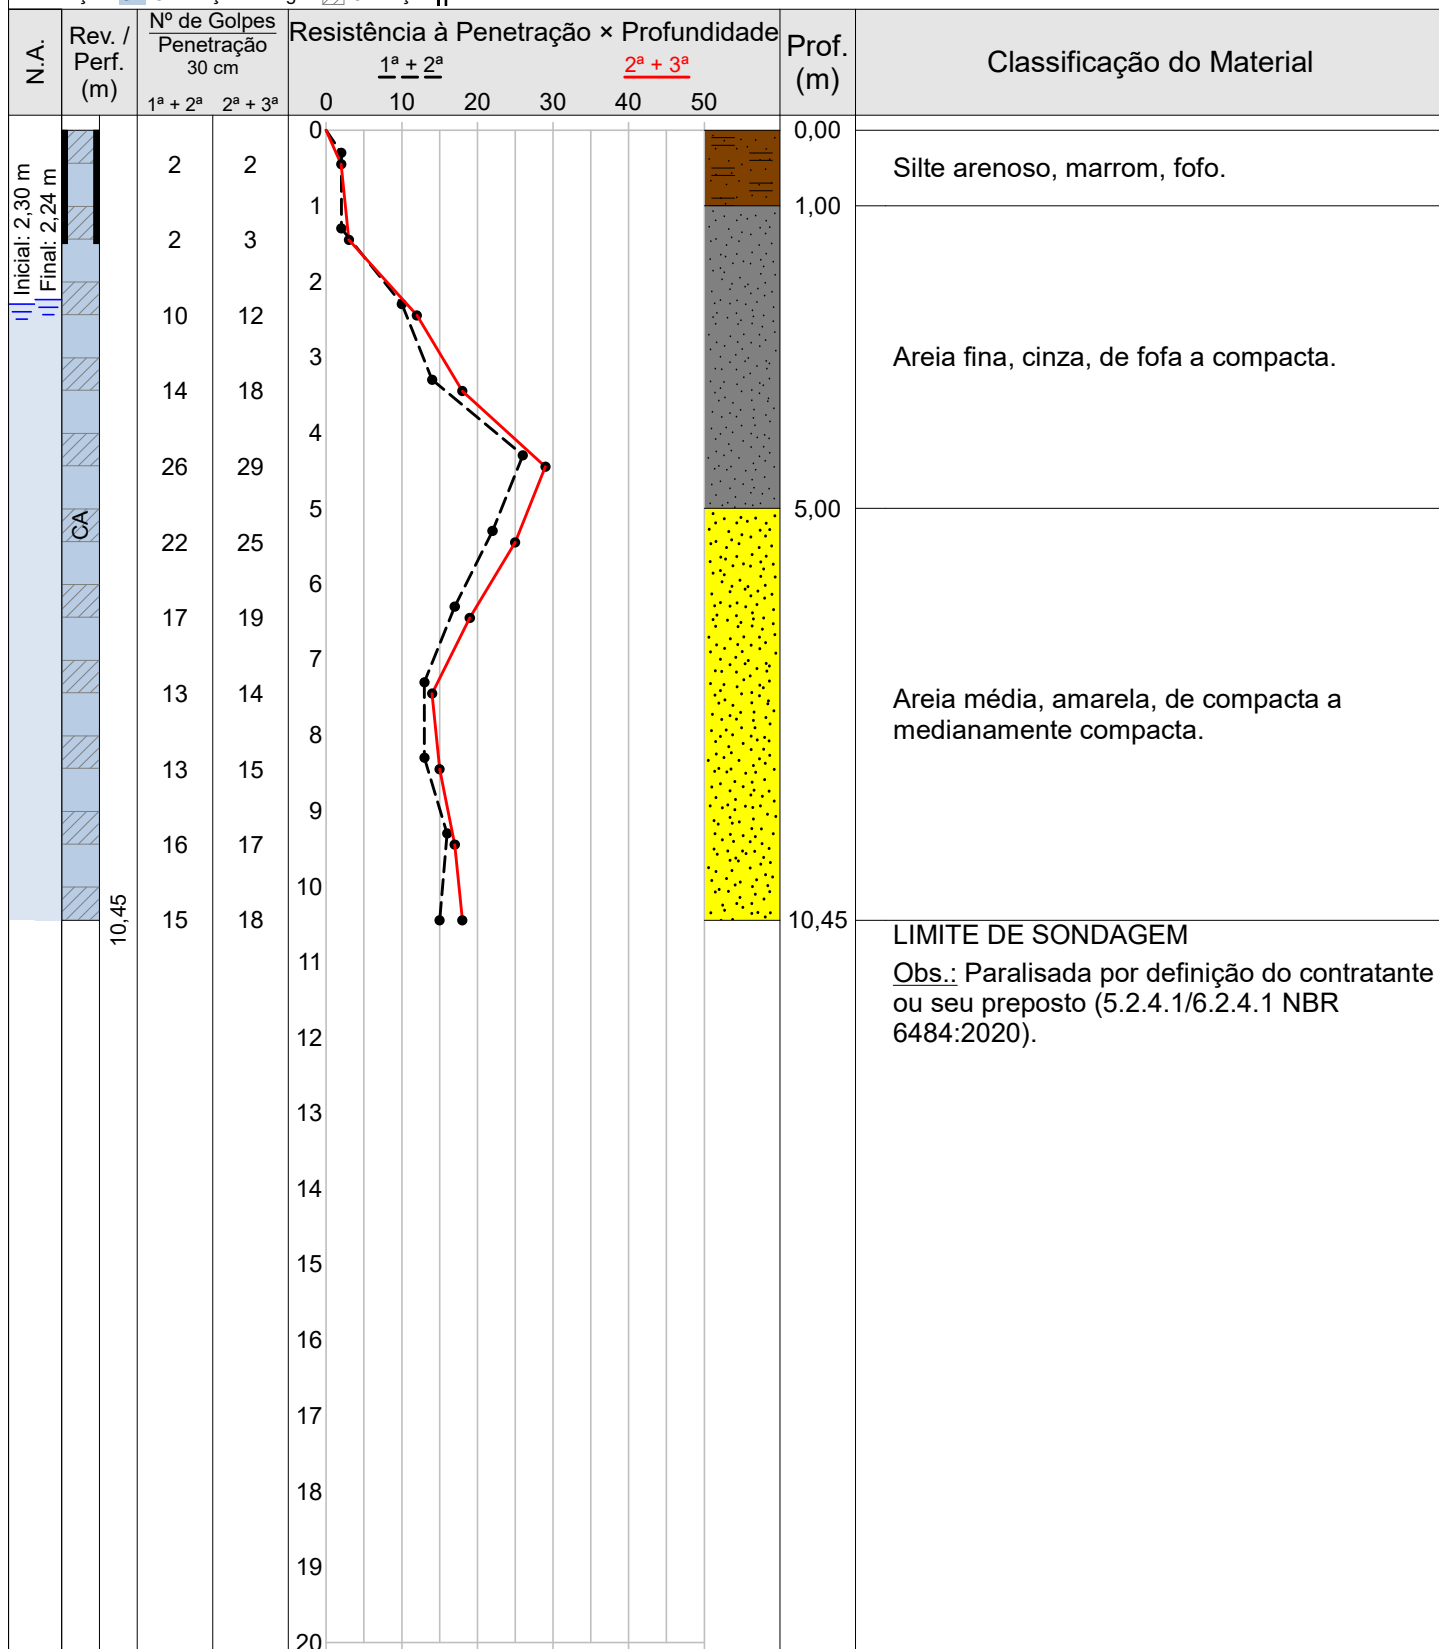 N.A.
Rev. /
Perf.
(m)
Nº de Golpes
Penetração
30 cm
1ª + 2ª 2ª + 3ª
Resistência à Penetração × Profundidade
1ª + 2ª 2ª + 3ª
0 10 20 30 40 50
Prof.
(m)
Classificação do Material
Inicial: 2,30 m
Final: 2,24 m
CA
10,45
2 2
2 3
10 12
14 18
26 29
22 25
17 19
13 14
13 15
16 17
15 18
0
1
2
3
4
5
6
7
8
9
10
11
12
13
14
15
16
17
18
19
20
0,00
Silte arenoso, marrom, fofo.
1,00
Areia fina, cinza, de fofa a compacta.
5,00
Areia média, amarela, de compacta a
medianamente compacta.
10,45
LIMITE DE SONDAGEM
Obs.: Paralisada por definição do contratante
ou seu preposto (5.2.4.1/6.2.4.1 NBR
6484:2020).